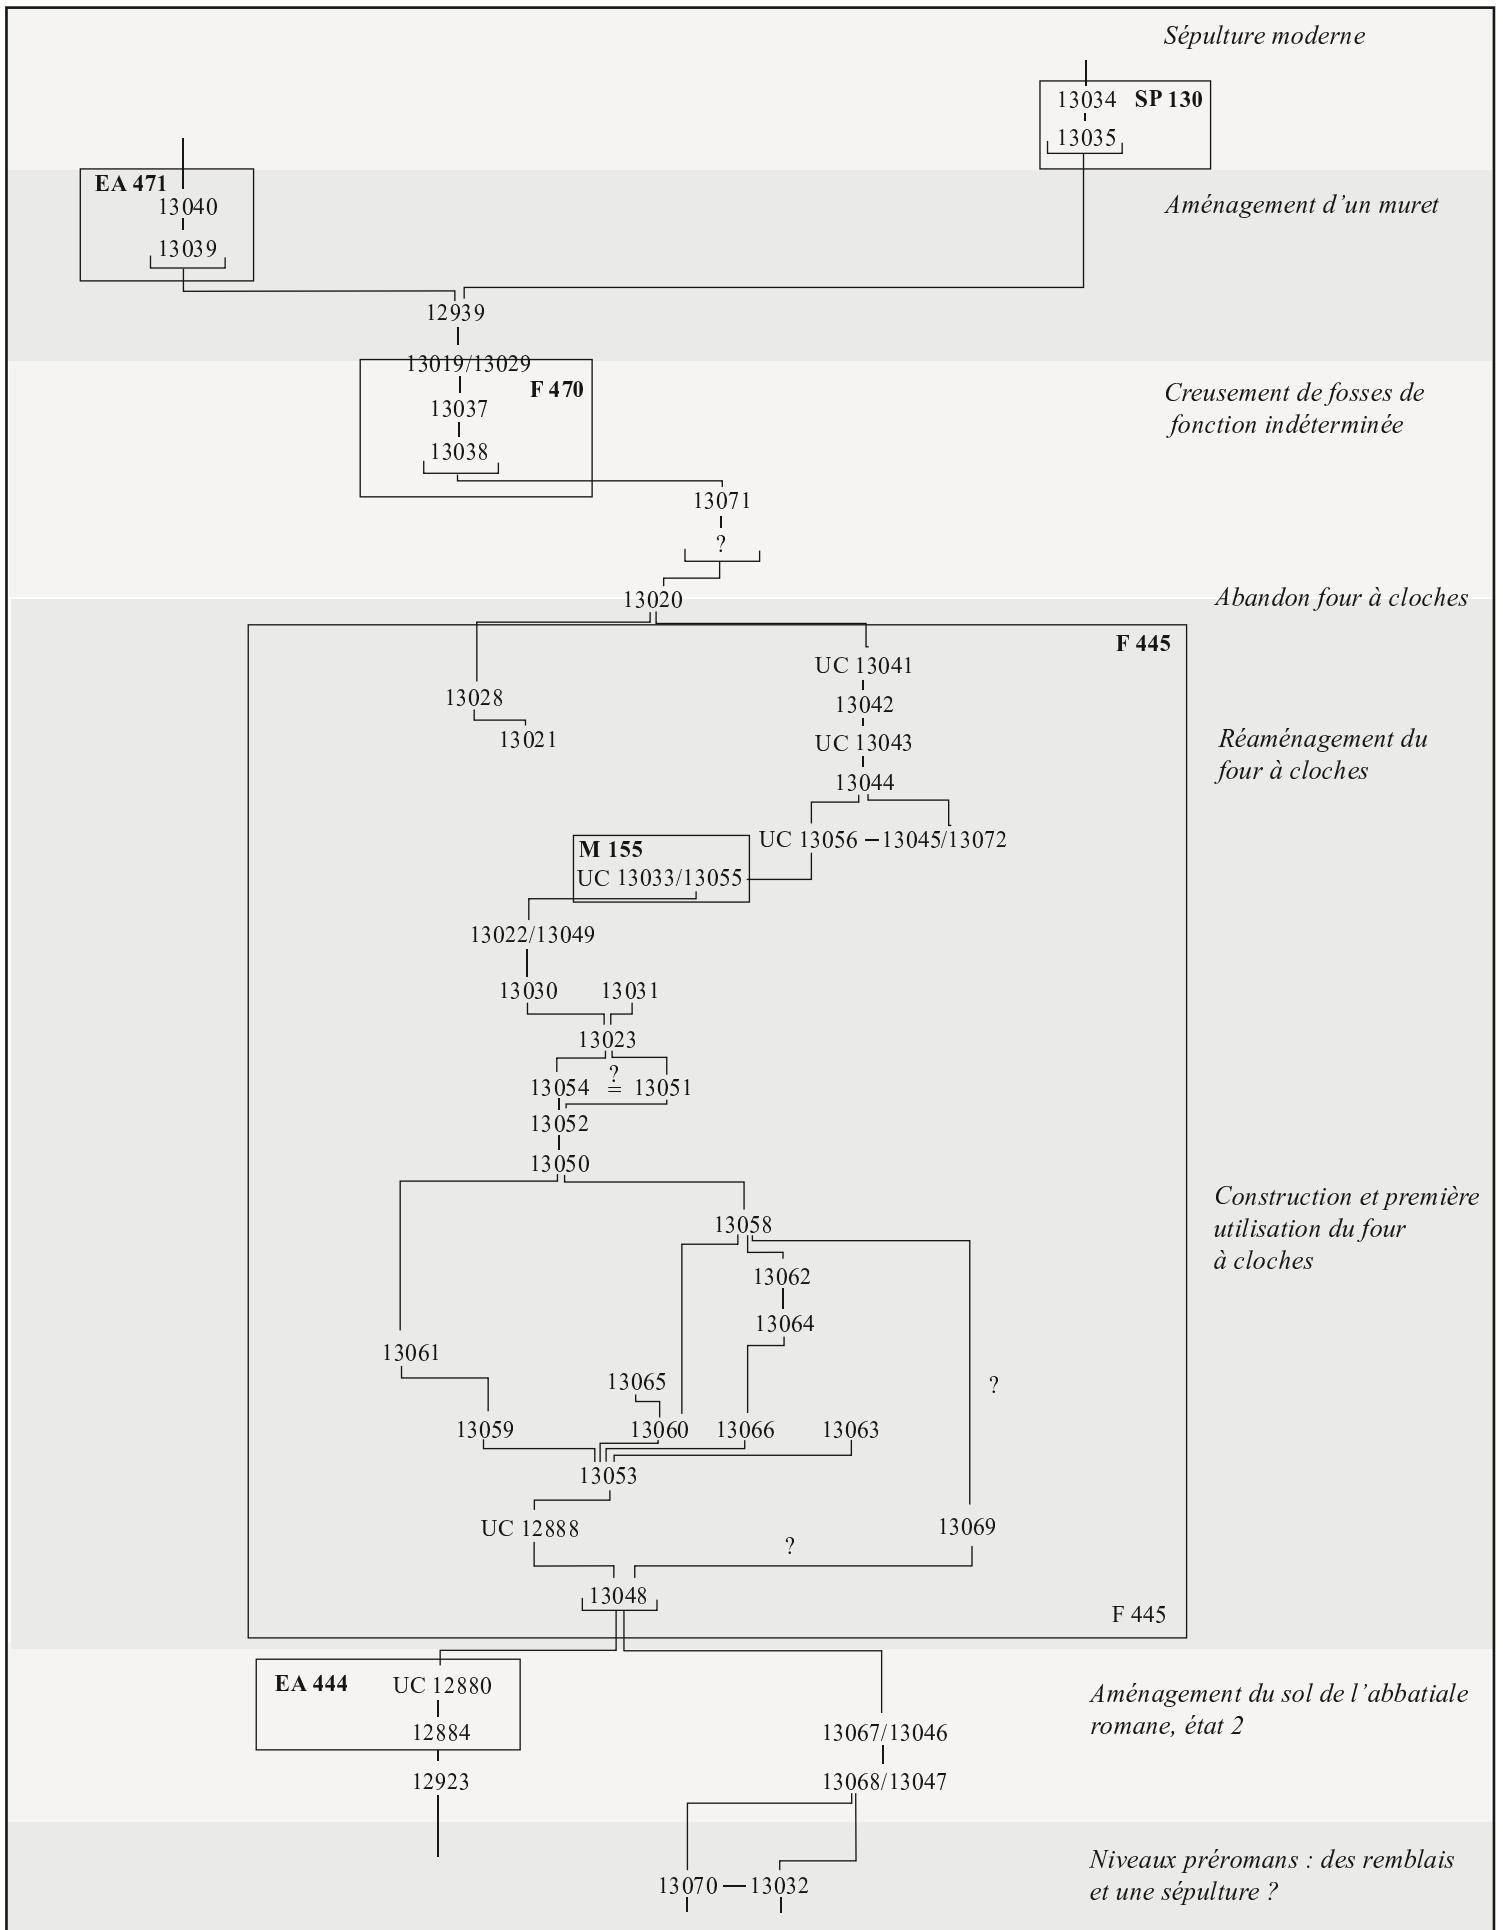 Sépulture moderne
13034 SP 130
13035
EA 471
13040
13039
Aménagement d’un muret
12939
13019/13029
F 470
13037
13038
Creusement de fosses de
fonction indéterminée
13071
?
13020
Abandon four à cloches
F 445
UC 13041
13028
13042
13021
UC 13043
Réaménagement du
four à cloches
13044
UC 13056 – 13045/13072
M 155
UC 13033/13055
13022/13049
13030 13031
13023
?
13054 = 13051
13052
13050
Construction et première
utilisation du four
à cloches
13058
13062
13064
13061
13065
?
13059 13060 13066 13063
13053
UC 12888
13069
?
13048
F 445
EA 444 UC 12880
12884
12923
Aménagement du sol de l’abbatiale
romane, état 2
13067/13046
13068/13047
Niveaux préromans : des remblais
et une sépulture ?
13070 — 13032